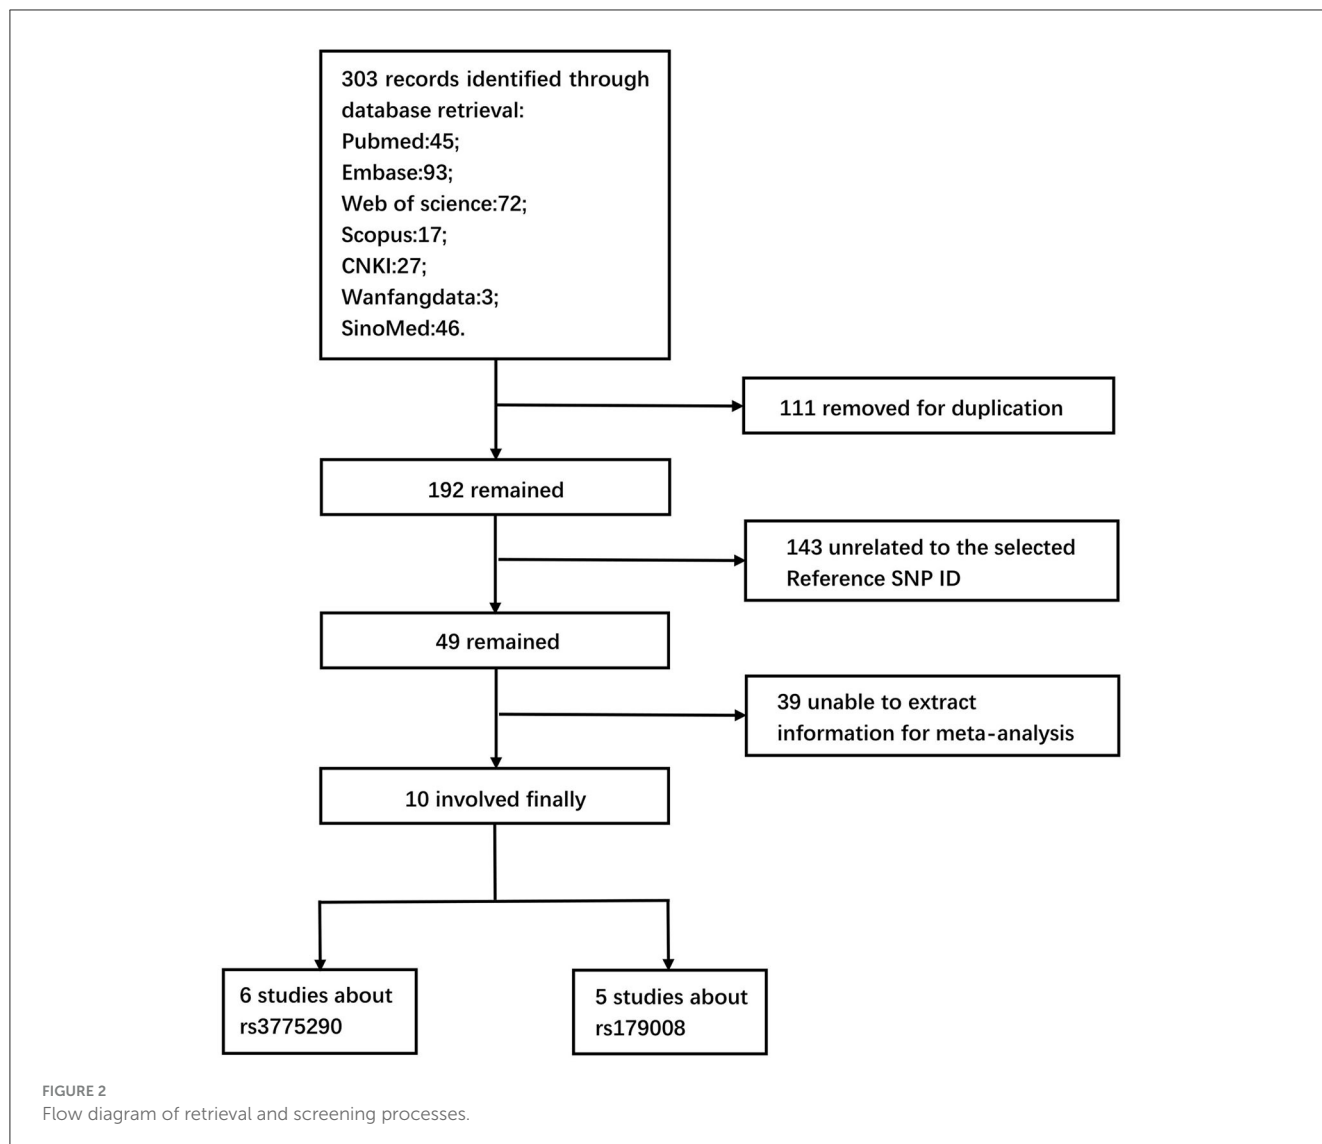 303 records identified through
database retrieval:
Pubmed:45;
Embase:93;
Web of science:72;
Scopus:17;
CNKI:27;
Wanfangdata:3;
SinoMed:46.
111 removed for duplication
192 remained
143 unrelated to the selected
Reference SNP ID
49 remained
39 unable to extract
information for meta-analysis
10 involved finally
6 studies about
rs3775290
5 studies about
rs179008
FIGURE 2
Flow diagram of retrieval and screening processes.